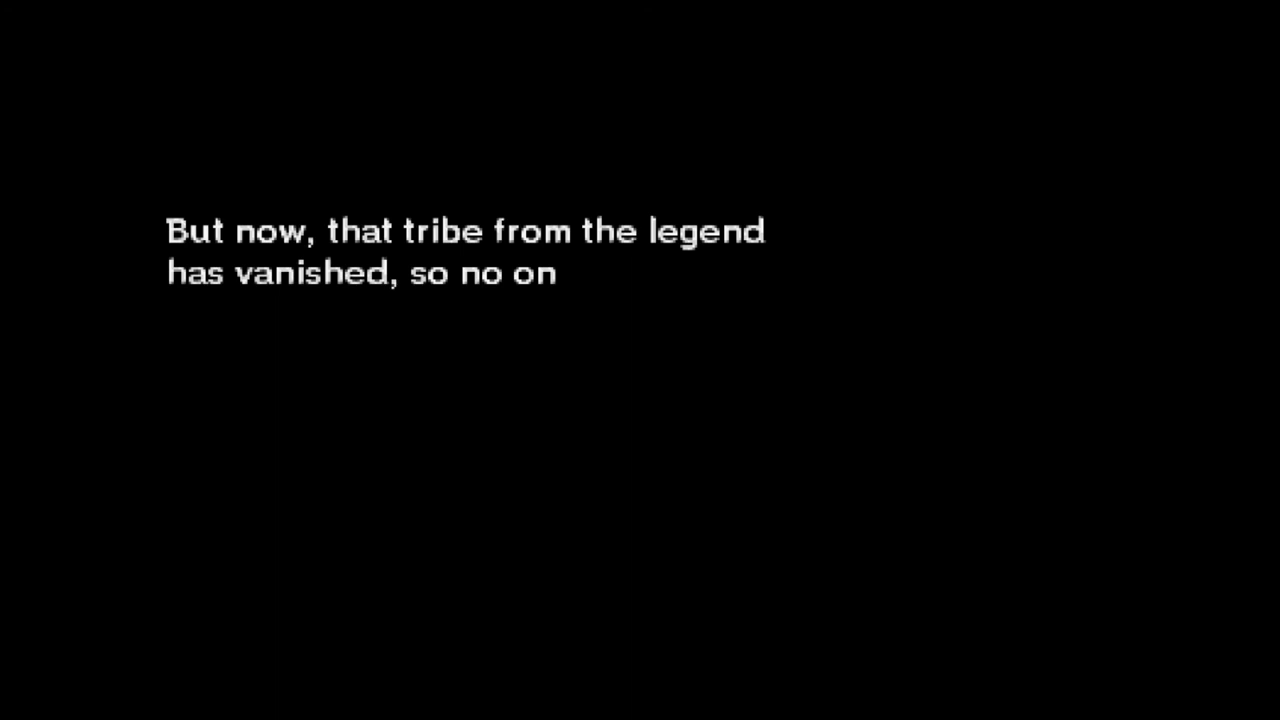 But now, that tribe from the legend
has vanished, so no on